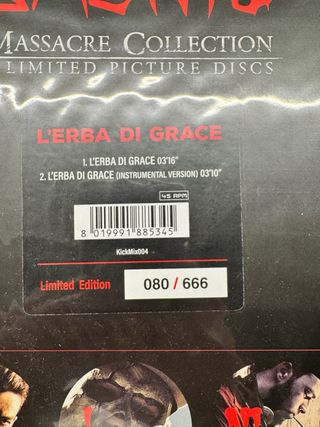 MASSACRE COLLECTION
LIMITED PICTURE DISCS
L'ERBA DI GRACE
1. L'ERBA DI GRACE 03'16"
2. L'ERBA DI GRACE (INSTRUMENTAL VERSION) 03'10"
45 RPM
8 019991 885345
KickMix004
Limited Edition 080 / 666